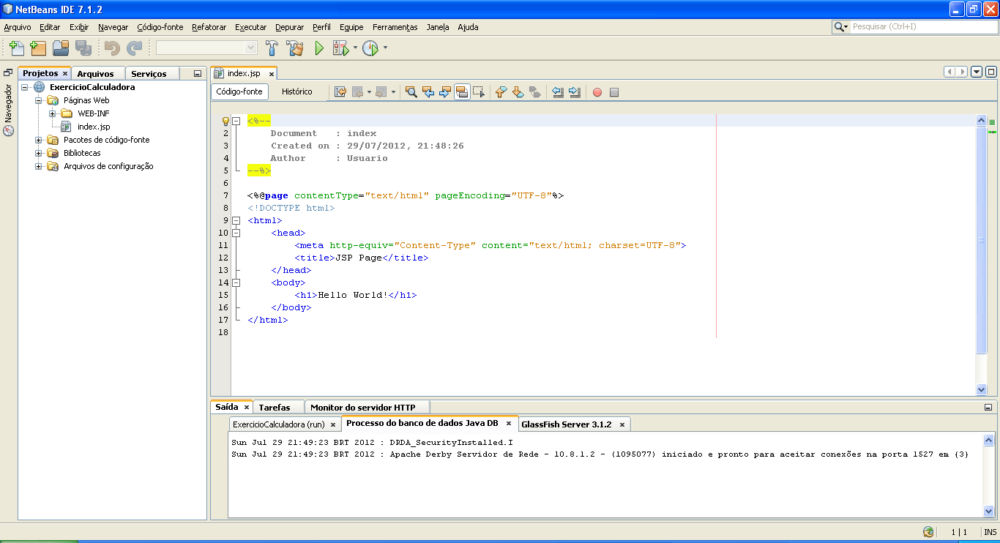 NetBeans IDE 7.1.2
Arquivo Editar Exibir Navegar Código-fonte Refatorar Executar Depurar Perfil Equipe Ferramentas Janela Ajuda
Pesquisar (Ctrl+I)
Navegador
Projetos × Arquivos Serviços
ExercicioCalculadora
Páginas Web
WEB-INF
index.jsp
Pacotes de código-fonte
Bibliotecas
Arquivos de configuração
index.jsp ×
Código-fonte Histórico
<%--
2     Document   : index
3     Created on : 29/07/2012, 21:48:26
4     Author     : Usuario
5 --%>
6
7 <%@page contentType="text/html" pageEncoding="UTF-8"%>
8 <!DOCTYPE html>
9 <html>
10     <head>
11         <meta http-equiv="Content-Type" content="text/html; charset=UTF-8">
12         <title>JSP Page</title>
13     </head>
14     <body>
15         <h1>Hello World!</h1>
16     </body>
17 </html>
18
Saída × Tarefas Monitor do servidor HTTP
ExercicioCalculadora (run) × Processo do banco de dados Java DB × GlassFish Server 3.1.2 ×
Sun Jul 29 21:49:23 BRT 2012 : DRDA_SecurityInstalled.I
Sun Jul 29 21:49:23 BRT 2012 : Apache Derby Servidor de Rede - 10.8.1.2 - (1095077) iniciado e pronto para aceitar conexões na porta 1527 em {3}
1 | 1 INS